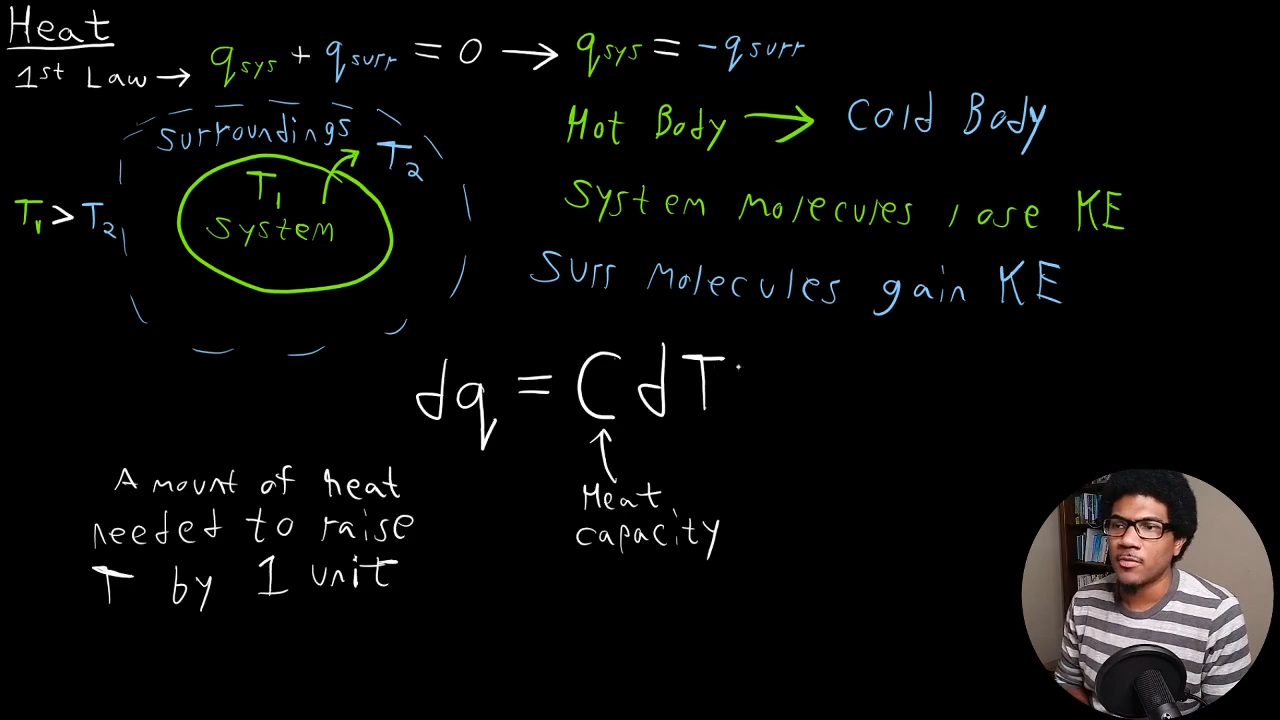 Heat
1st Law → qsys + qsurr = 0 → qsys = -qsurr
Surroundings
T2
T1
system
T1 > T2
Hot Body → Cold Body
System molecules lose KE
Surr molecules gain KE
dq = CdT
Heat
capacity
Amount of heat
needed to raise
T by 1 unit